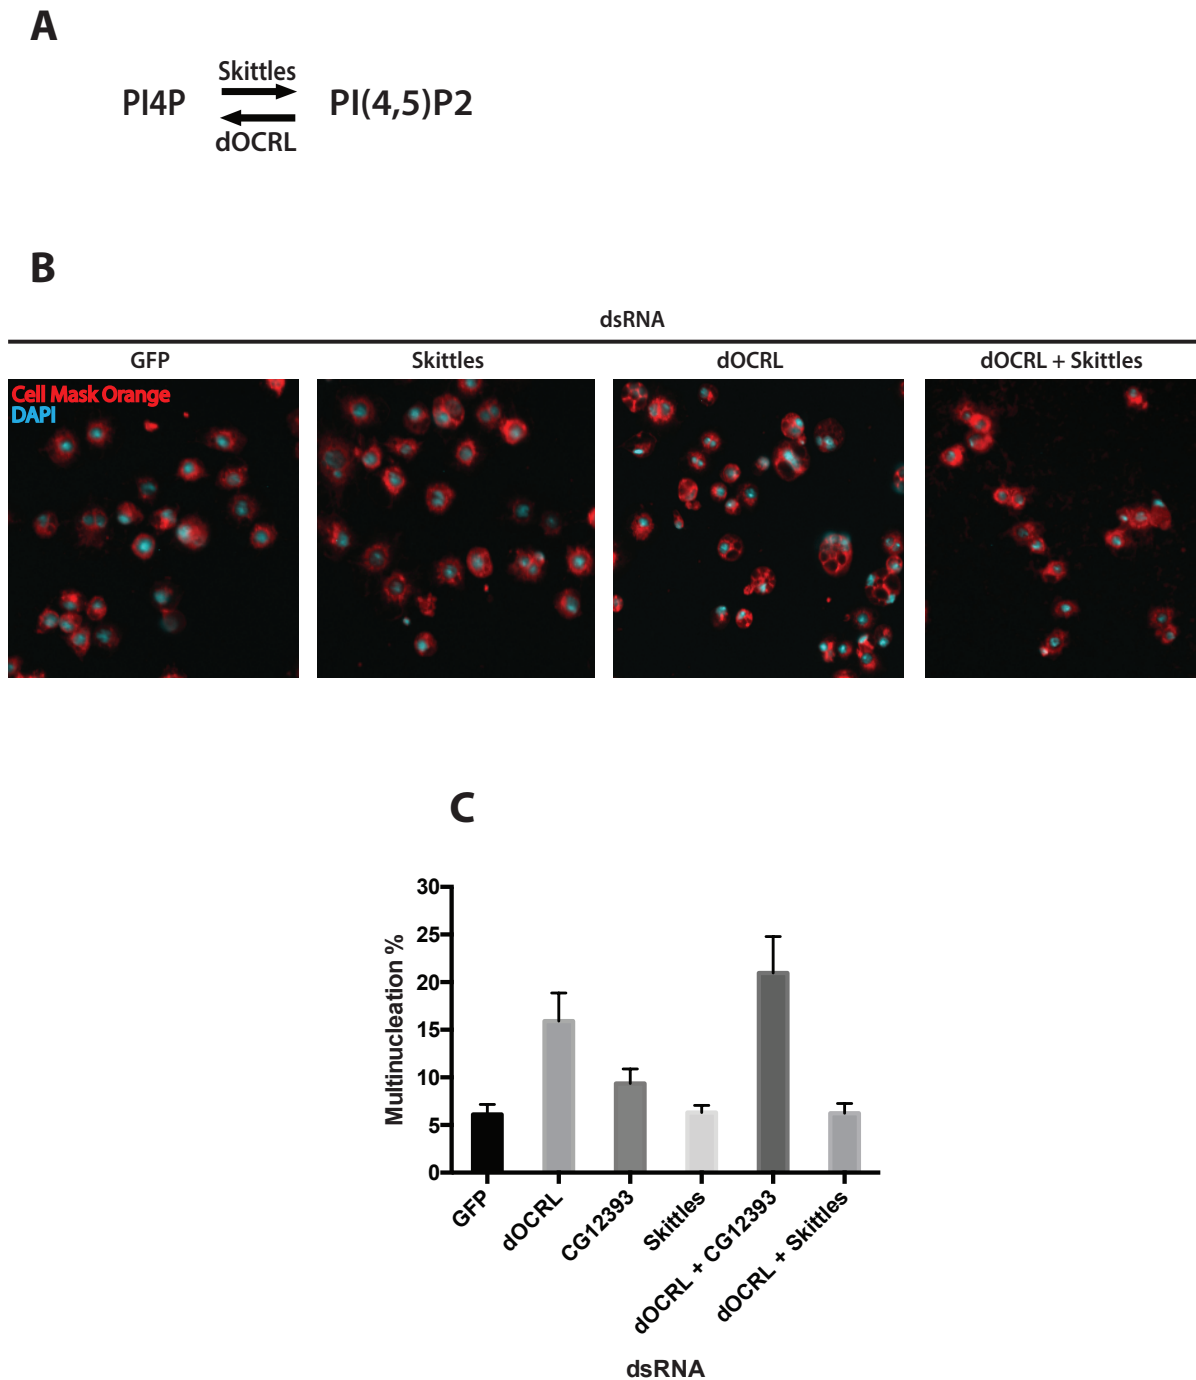 A
Skittles
PI4P
PI(4,5)P2
dOCRL
B
dsRNA
GFP
Skittles
dOCRL
dOCRL + Skittles
Cell Mask Orange
DAPI
C
30
25
20
15
10
5
0
Multinucleation %
GFP
dOCRL
CG12393
Skittles
dOCRL + CG12393
dOCRL + Skittles
dsRNA